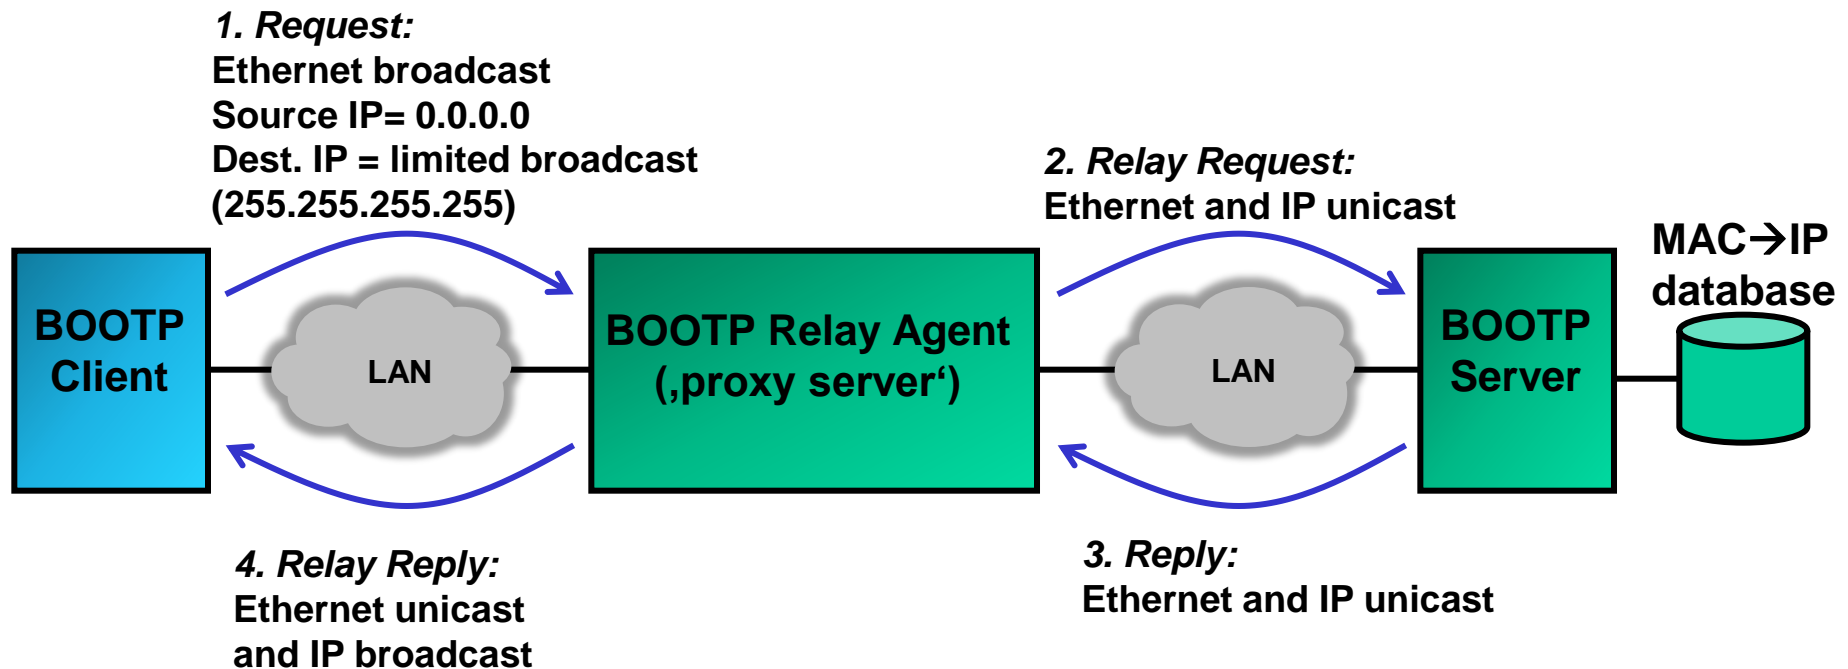 1. Request:
Ethernet broadcast
Source IP= 0.0.0.0
Dest. IP = limited broadcast
(255.255.255.255)
2. Relay Request:
Ethernet and IP unicast
MAC→IP
database
BOOTP
Client
LAN
BOOTP Relay Agent
(‚proxy server‘)
LAN
BOOTP
Server
4. Relay Reply:
Ethernet unicast
and IP broadcast
3. Reply:
Ethernet and IP unicast